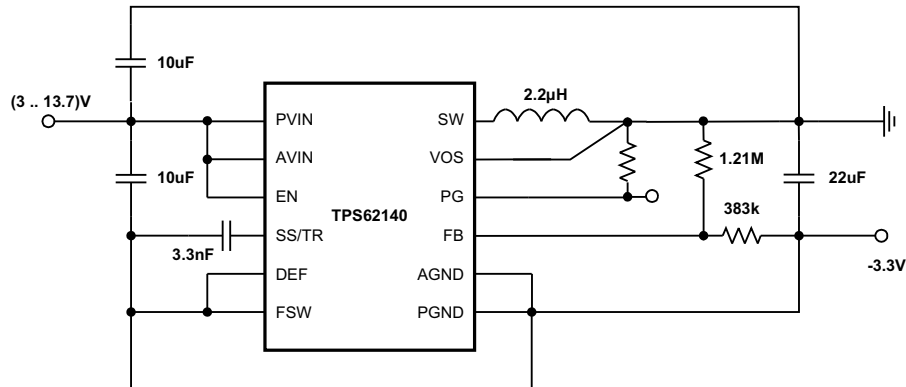 10uF
2.2µH
(3 .. 13.7)V
PVIN
SW
AVIN
VOS
1.21M
10uF
22uF
EN
PG
TPS62140
383k
SS/TR
FB
3.3nF
-3.3V
DEF
AGND
FSW
PGND